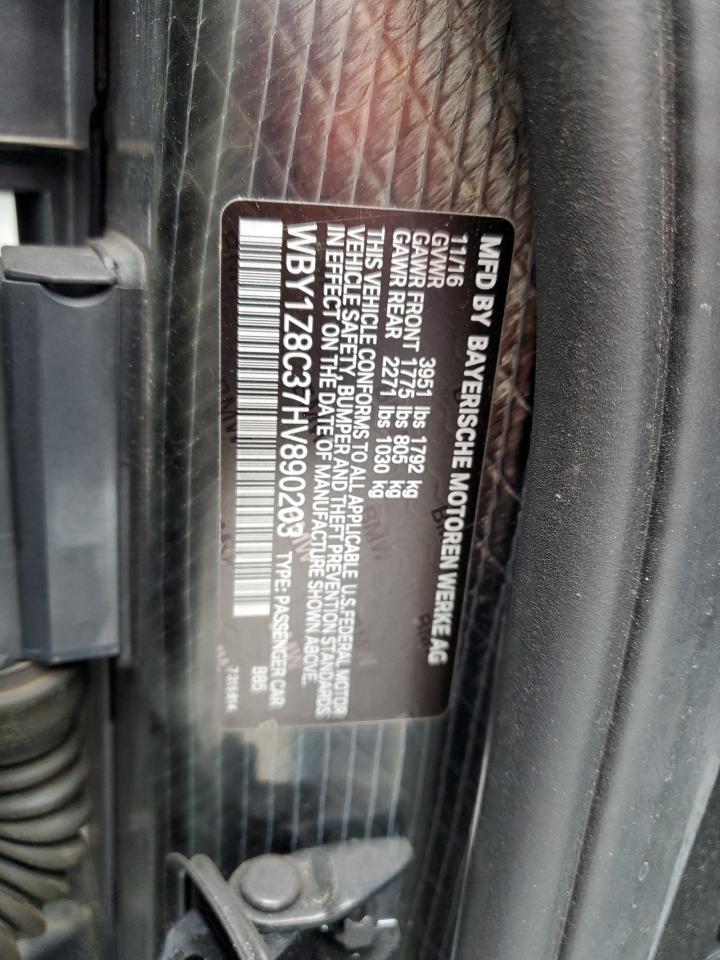 MFD BY BAYERISCHE MOTOREN WERKE AG
11/16
GVWR 3951 lbs 1792 kg
GAWR FRONT 1775 lbs 805 kg
GAWR REAR 2271 lbs 1030 kg
THIS VEHICLE CONFORMS TO ALL APPLICABLE U.S.FEDERAL MOTOR
VEHICLE SAFETY, BUMPER AND THEFT PREVENTION STANDARDS
IN EFFECT ON THE DATE OF MANUFACTURE SHOWN ABOVE.
WBY1Z8C37HV890203 TYPE: PASSENGER CAR
B05